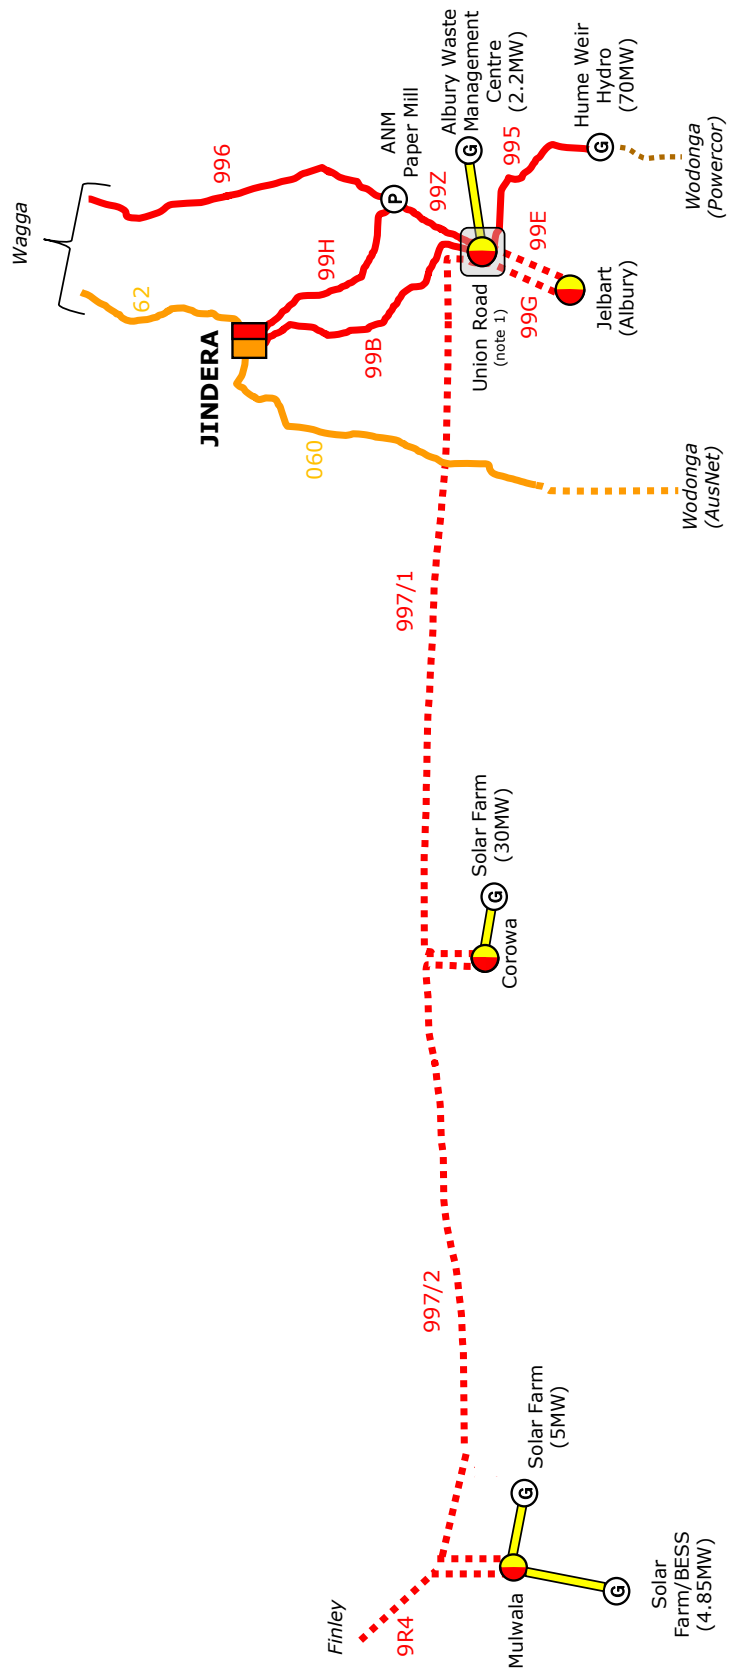 Wagga
62
996
JINDERA
060
99H
99B
ANM
Paper Mill
99Z
Albury Waste
Management
Centre
(2.2MW)
995
Hume Weir
Hydro
(70MW)
Union Road
(note 1)
99G
99E
Jelbart
(Albury)
Wodonga
(Powercor)
Wodonga
(AusNet)
997/1
Solar Farm
(30MW)
Corowa
997/2
Solar Farm
(5MW)
Finley
9R4
Mulwala
Solar
Farm/BESS
(4.85MW)
P
G
G
G
G
G